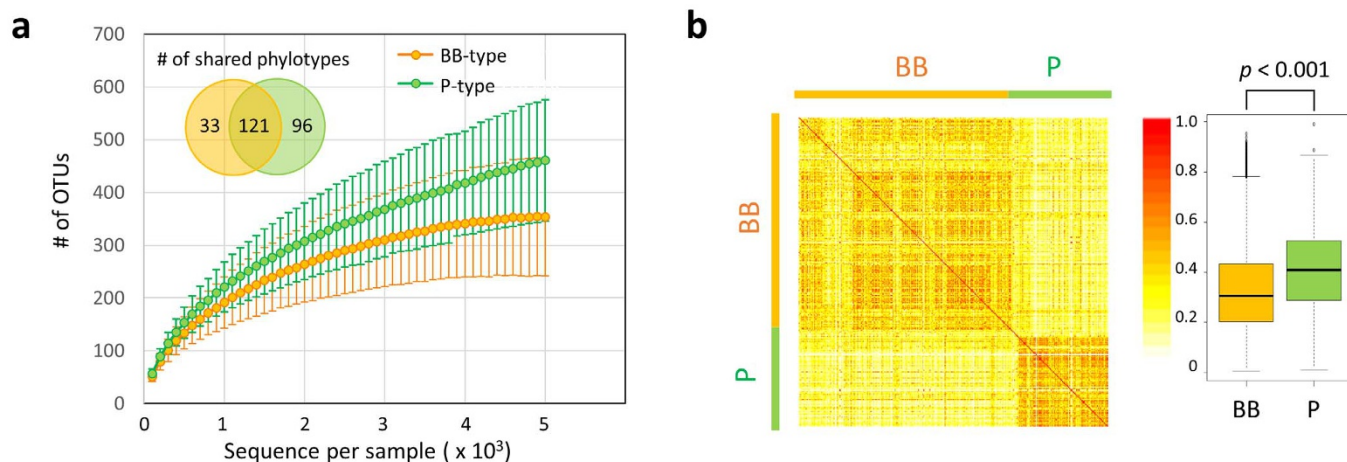 a
700
600
500
400
300
200
100
0
# of OTUs
# of shared phylotypes
33 121 96
BB-type
P-type
0 1 2 3 4 5
Sequence per sample ( x 10³)
b
BB P
BB
P
p < 0.001
1.0
0.8
0.6
0.4
0.2
0
BB P